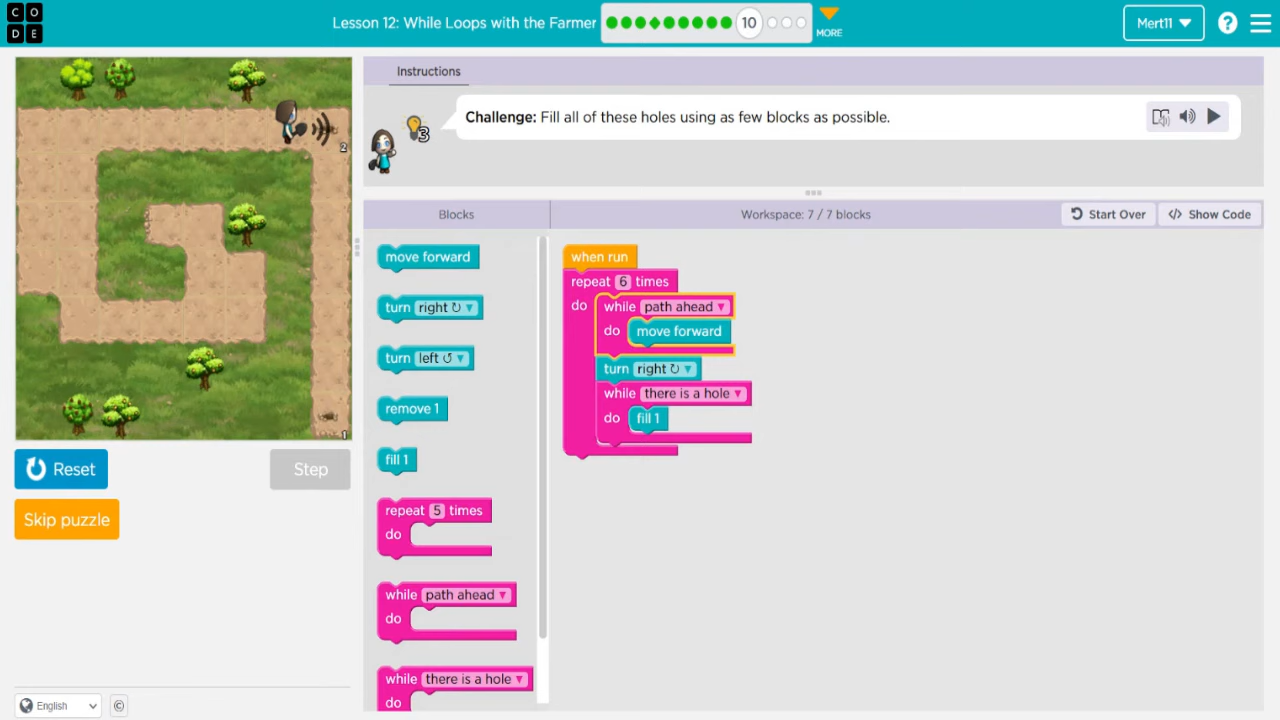 C O
D E
Lesson 12: While Loops with the Farmer
10
MORE
Mert11
?
Instructions
3
Challenge: Fill all of these holes using as few blocks as possible.
2
1
Blocks
Workspace: 7 / 7 blocks
Start Over
</> Show Code
move forward
turn right ↻ ▼
turn left ↺ ▼
remove 1
fill 1
repeat 5 times
do
while path ahead ▼
do
while there is a hole ▼
do
when run
repeat 6 times
do while path ahead ▼
do move forward
turn right ↻ ▼
while there is a hole ▼
do fill 1
Reset
Step
Skip puzzle
English
©